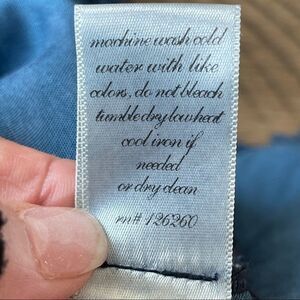 machine wash cold
water with like
colors, do not bleach
tumble dry low heat
cool iron if
needed
or dry clean
rn# 126260